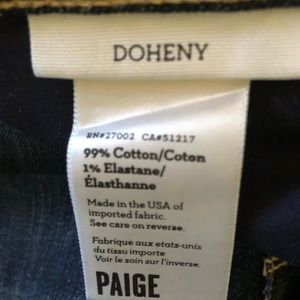 DOHENY
RN#27002 CA#51217
99% Cotton/Coton
1% Elastane/
Élasthanne
Made in the USA of
imported fabric.
See care on reverse.
Fabrique aux etats-unis
du tissu importe
Voir le soin sur l'inverse.
PAIGE